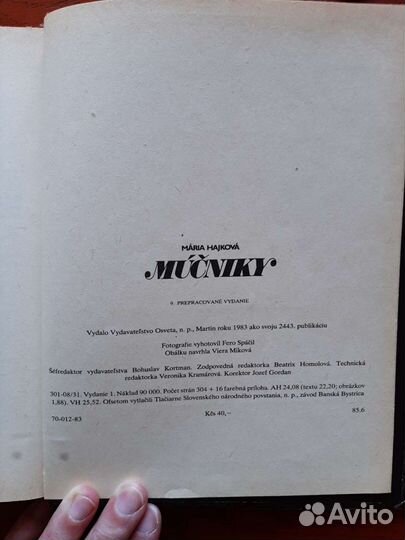 MÁRIA HAJKOVÁ
MÚČNIKY
9. PREPRACOVANÉ VYDANIE
Vydalo Vydavateľstvo Osveta, n. p., Martin roku 1983 ako svoju 2443. publikáciu
Fotografie vyhotovil Fero Spáčil
Obálku navrhla Viera Miková
Šéfredaktor vydavateľstva Bohuslav Kortman. Zodpovedná redaktorka Beatrix Homolová. Technická
redaktorka Veronika Kramárová. Korektor Jozef Gordan
301-08/31. Vydanie 1. Náklad 90 000. Počet strán 304 + 16 farebná príloha. AH 24,08 (textu 22,20; obrázkov
1,88). VH 25,52. Ofsetom vytlačili Tlačiarne Slovenského národného povstania, n. p., závod Banská Bystrica
70-012-83 Kčs 40,– 85.6
Avito